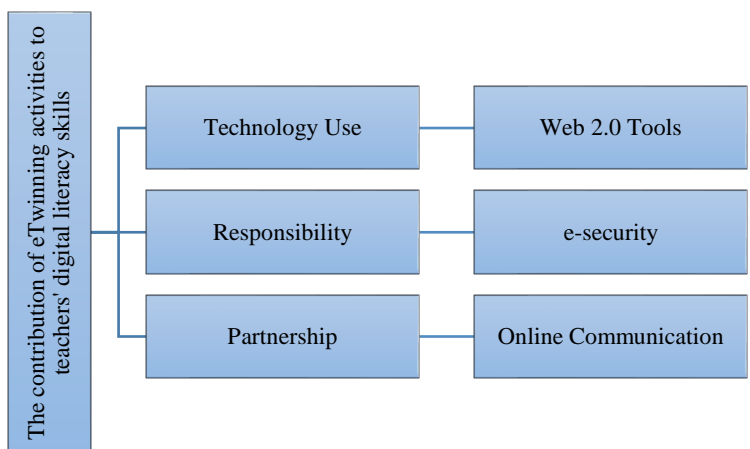 The contribution of eTwinning activities to
teachers' digital literacy skills
Technology Use
Web 2.0 Tools
Responsibility
e-security
Partnership
Online Communication